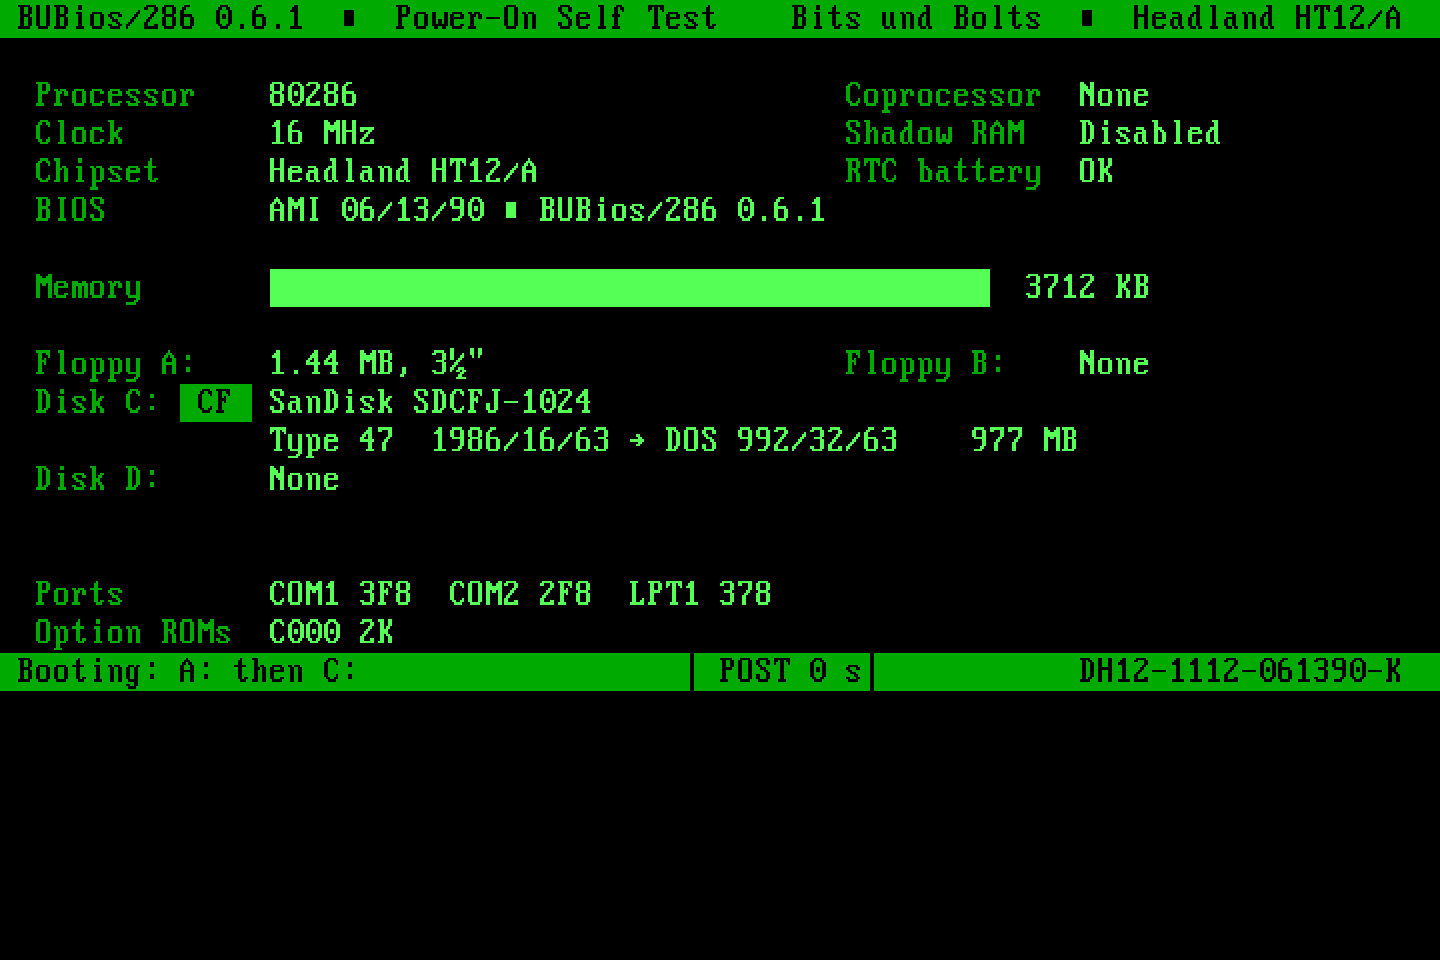 BUBios/286 0.6.1 ▪ Power-On Self Test Bits und Bolts ▪ Headland HT12/A
Processor 80286 Coprocessor None
Clock 16 MHz Shadow RAM Disabled
Chipset Headland HT12/A RTC battery OK
BIOS AMI 06/13/90 ▪ BUBios/286 0.6.1
Memory 3712 KB
Floppy A: 1.44 MB, 3½" Floppy B: None
Disk C: CF SanDisk SDCFJ-1024
Type 47 1986/16/63 → DOS 992/32/63 977 MB
Disk D: None
Ports COM1 3F8 COM2 2F8 LPT1 378
Option ROMs C000 2K
Booting: A: then C: POST 0 s DH12-1112-061390-K